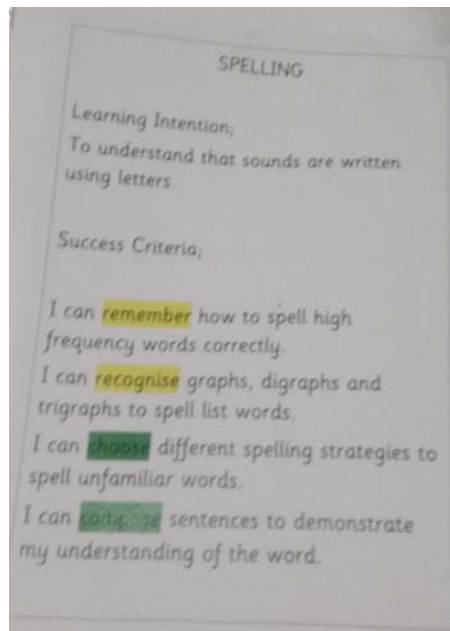 SPELLING
Learning Intention;
To understand that sounds are written
using letters.
Success Criteria;
I can remember how to spell high
frequency words correctly.
I can recognise graphs, digraphs and
trigraphs to spell list words.
I can choose different spelling strategies to
spell unfamiliar words.
I can compose sentences to demonstrate
my understanding of the word.